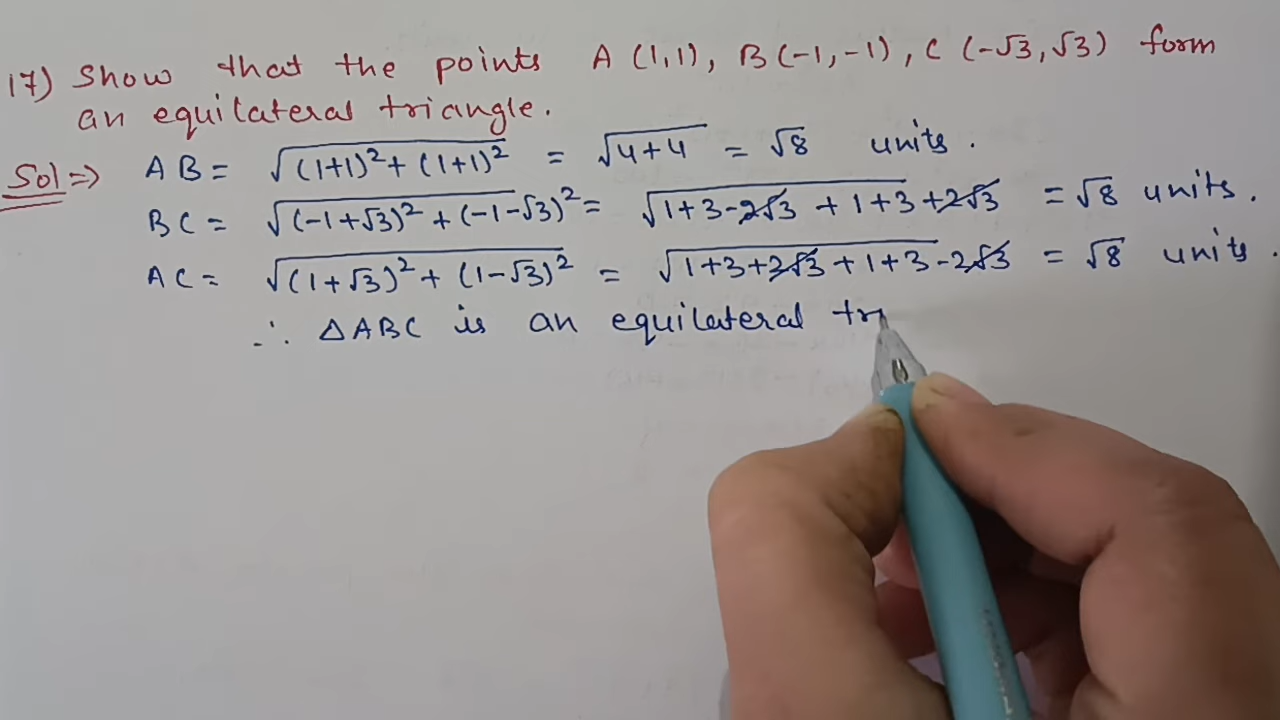 17) Show that the points A (1,1), B (-1,-1), C (-√3,√3) form
an equilateral triangle.
Sol=> AB = √(1+1)²+(1+1)² = √4+4 = √8 units.
BC = √(-1+√3)²+(-1-√3)² = √1+3-2√3+1+3+2√3 = √8 units.
AC = √(1+√3)²+(1-√3)² = √1+3+2√3+1+3-2√3 = √8 units.
∴ △ABC is an equilateral tr